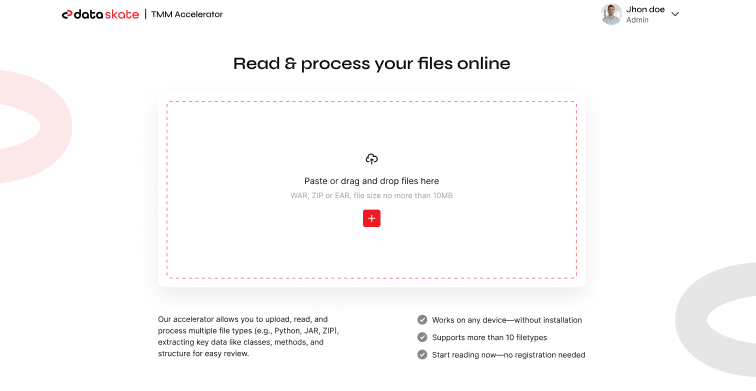 dataskate | TMM Accelerator
Jhon doe
Admin
Read & process your files online
Paste or drag and drop files here
WAR, ZIP or EAR, file size no more than 10MB
Our accelerator allows you to upload, read, and
process multiple file types (e.g., Python, JAR, ZIP),
extracting key data like classes, methods, and
structure for easy review.
Works on any device—without installation
Supports more than 10 filetypes
Start reading now—no registration needed